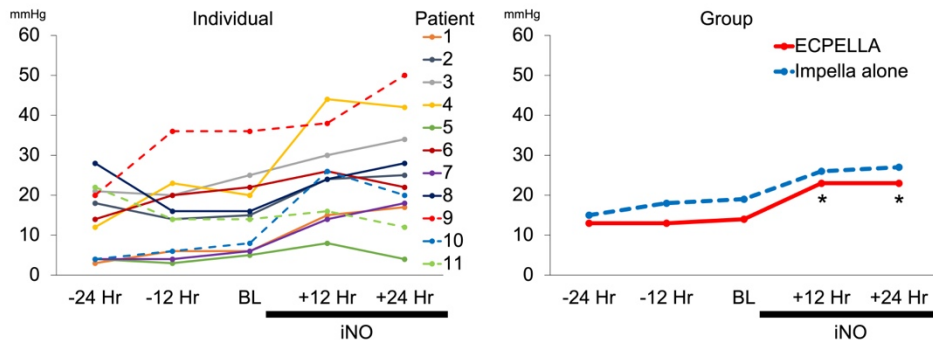 mmHg
Individual
Patient
60
50
40
30
20
10
0
1
2
3
4
5
6
7
8
9
10
11
-24 Hr -12 Hr BL +12 Hr +24 Hr
iNO
mmHg
Group
60
50
40
30
20
10
0
ECPELLA
Impella alone
* *
-24 Hr -12 Hr BL +12 Hr +24 Hr
iNO